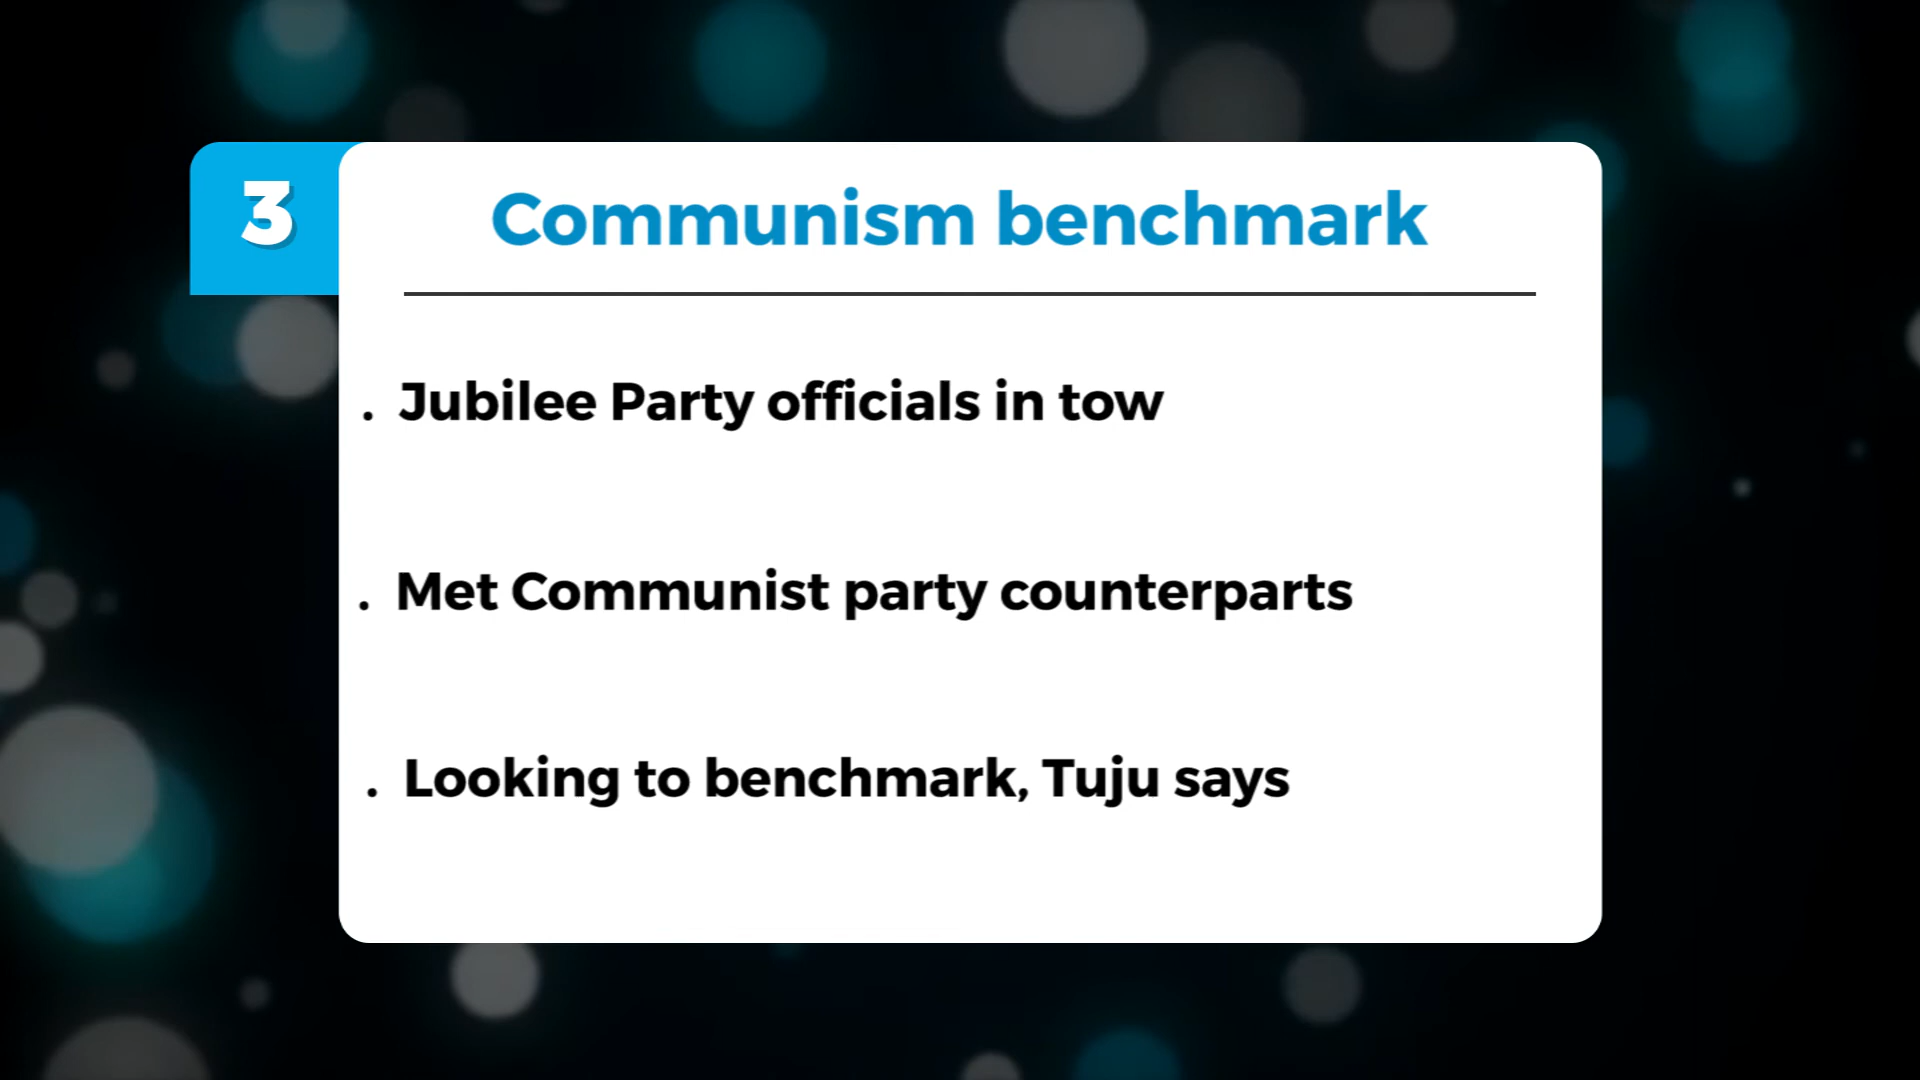 3
Communism benchmark
. Jubilee Party officials in tow
. Met Communist party counterparts
. Looking to benchmark, Tuju says